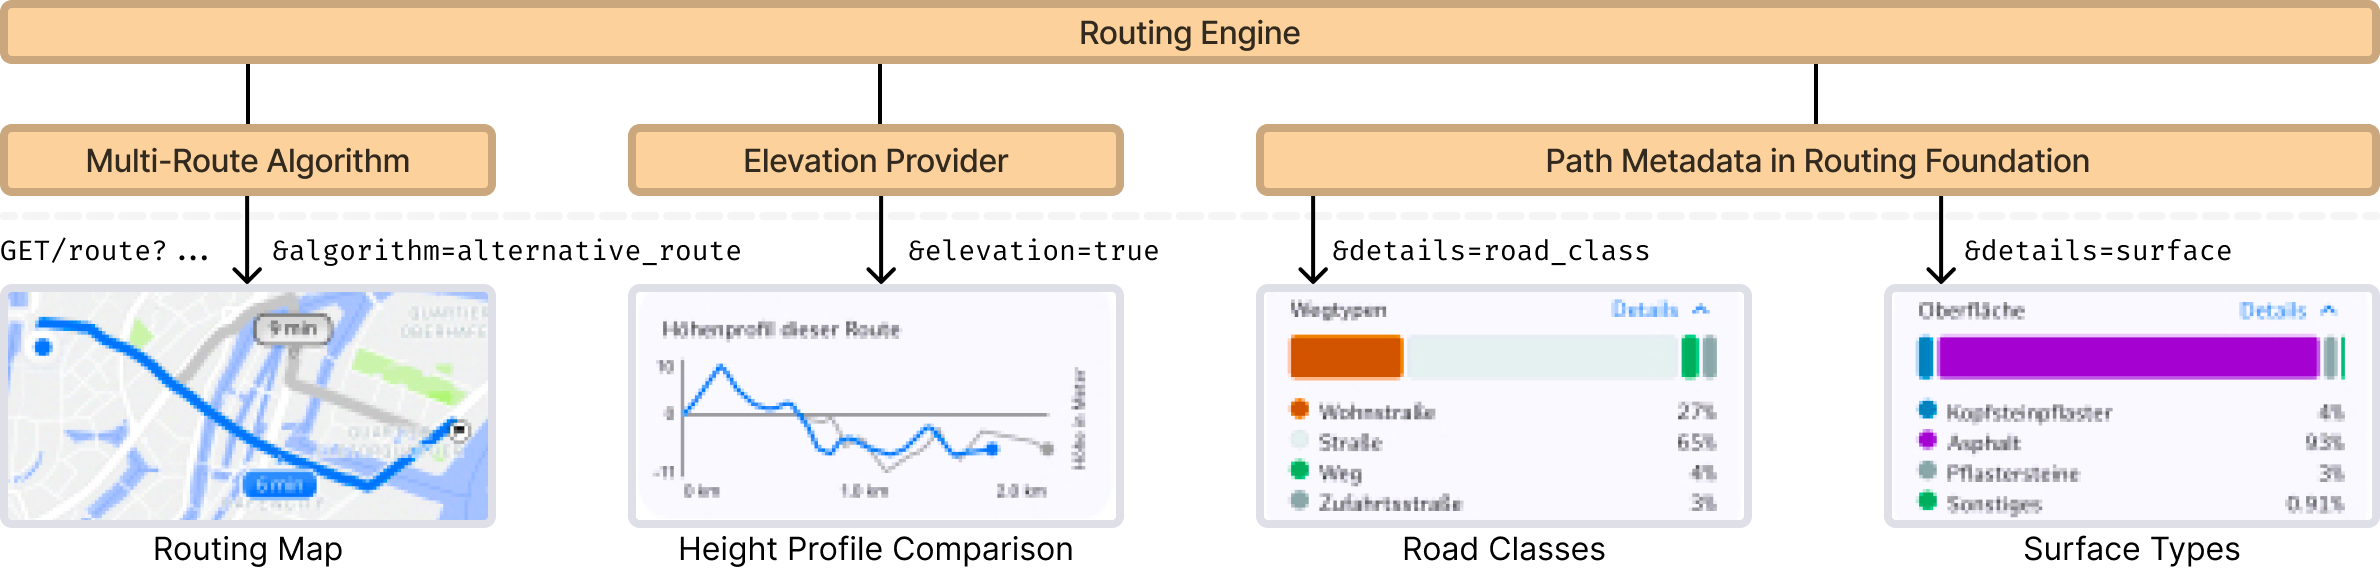 Routing Engine
Multi-Route Algorithm
Elevation Provider
Path Metadata in Routing Foundation
GET/route? ...
&algorithm=alternative_route
&elevation=true
&details=road_class
&details=surface
9 min
QUARTIER
OBERHAFE
6 min
Höhenprofil dieser Route
10
0
-11
0 km
1.0 km
2.0 km
Höhe in Meter
Wegtypen
Details
Wohnstraße 27%
Straße 65%
Weg 4%
Zufahrtsstraße 3%
Oberfläche
Details
Kopfsteinpflaster 4%
Asphalt 93%
Pflastersteine 3%
Sonstiges 0.91%
Routing Map
Height Profile Comparison
Road Classes
Surface Types